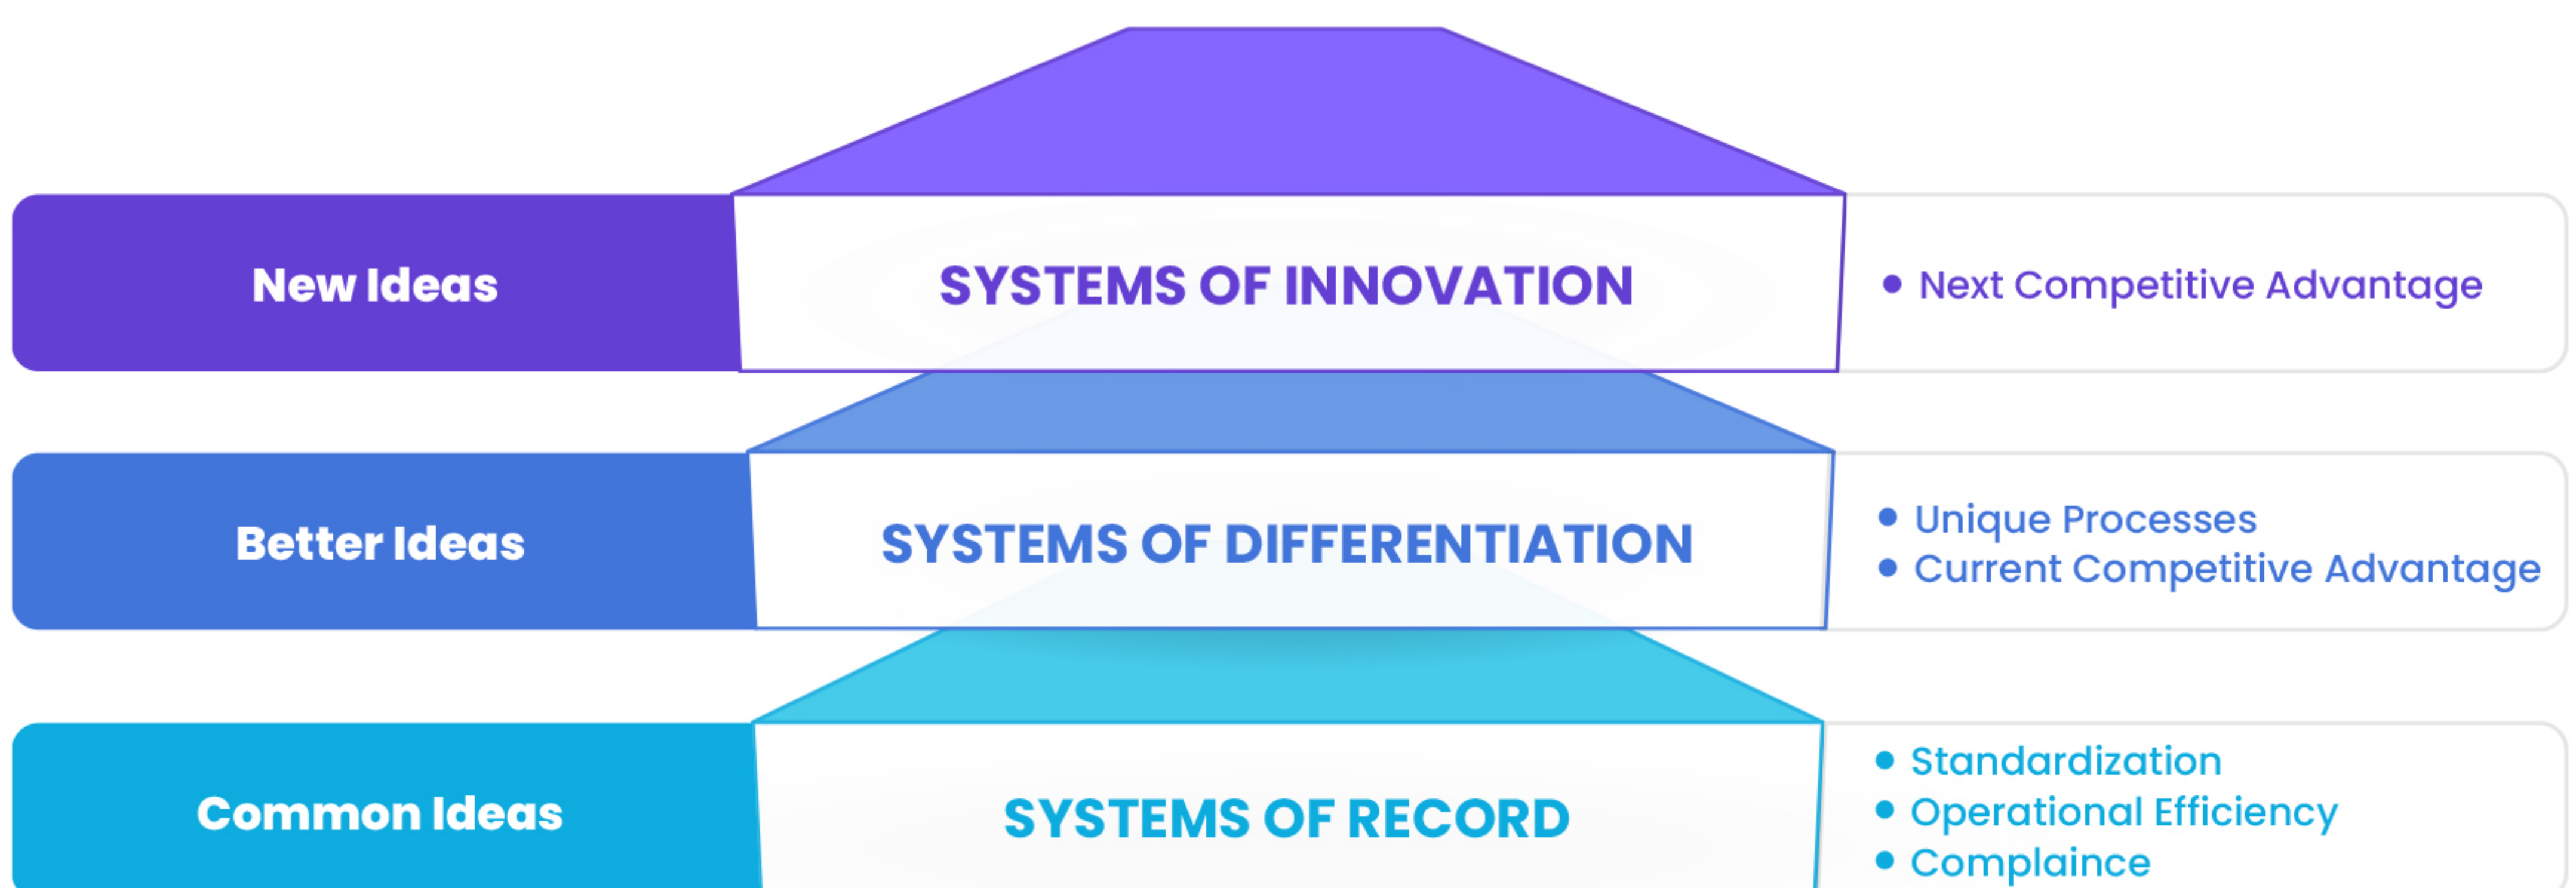 New Ideas
SYSTEMS OF INNOVATION
• Next Competitive Advantage
Better Ideas
SYSTEMS OF DIFFERENTIATION
• Unique Processes
• Current Competitive Advantage
Common Ideas
SYSTEMS OF RECORD
• Standardization
• Operational Efficiency
• Complaince